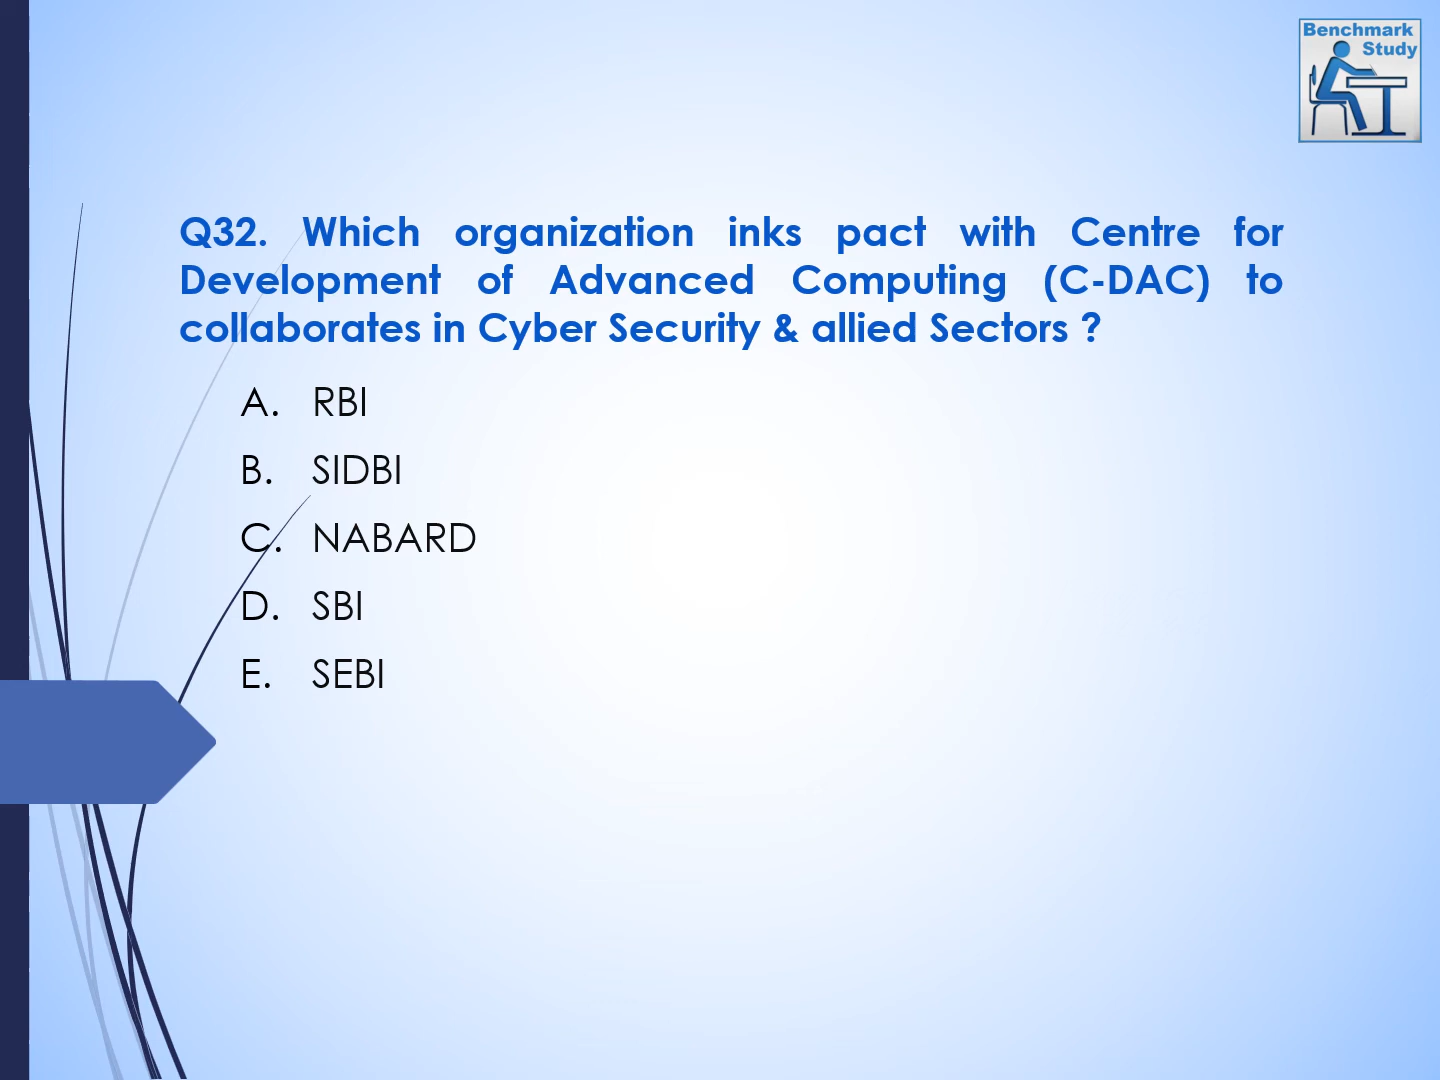 Benchmark
Study
Q32. Which organization inks pact with Centre for
Development of Advanced Computing (C-DAC) to
collaborates in Cyber Security & allied Sectors ?
A. RBI
B. SIDBI
C. NABARD
D. SBI
E. SEBI